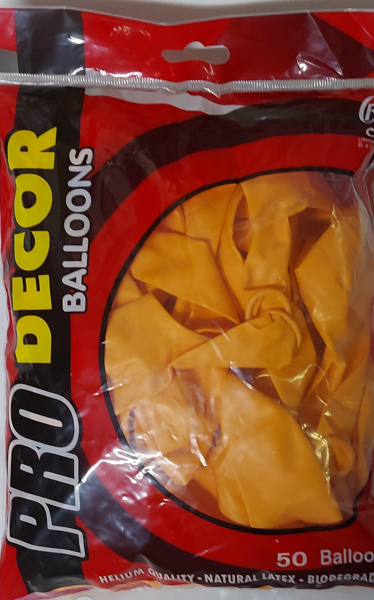 PRO DECOR
BALLOONS
50 Balloo
HELIUM QUALITY - NATURAL LATEX - BIODEGRAD